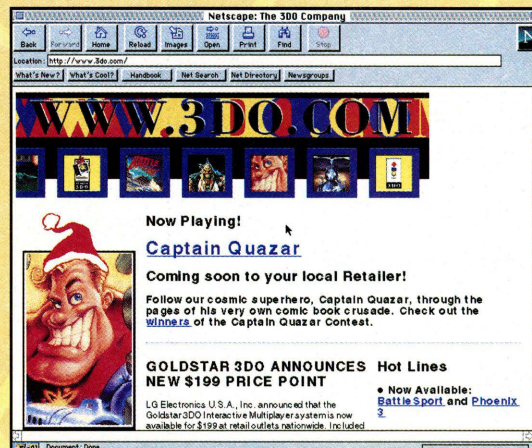 Netscape: The 3DO Company
Back Forward Home Reload Images Open Print Find Stop
N
Location: http://www.3do.com/
What's New? What's Cool? Handbook Net Search Net Directory Newsgroups
WWW.3DO.COM
3DO
Now Playing!
Captain Quazar
Coming soon to your local Retailer!
Follow our cosmic superhero, Captain Quazar, through the
pages of his very own comic book crusade. Check out the
winners of the Captain Quazar Contest.
GOLDSTAR 3DO ANNOUNCES
NEW $199 PRICE POINT
LG Electronics U.S.A., Inc. announced that the
Goldstar 3DO Interactive Multiplayer system is now
available for $199 at retail outlets nationwide. Included
Hot Lines
• Now Available:
BattleSport and Phoenix
3
Document: Done.